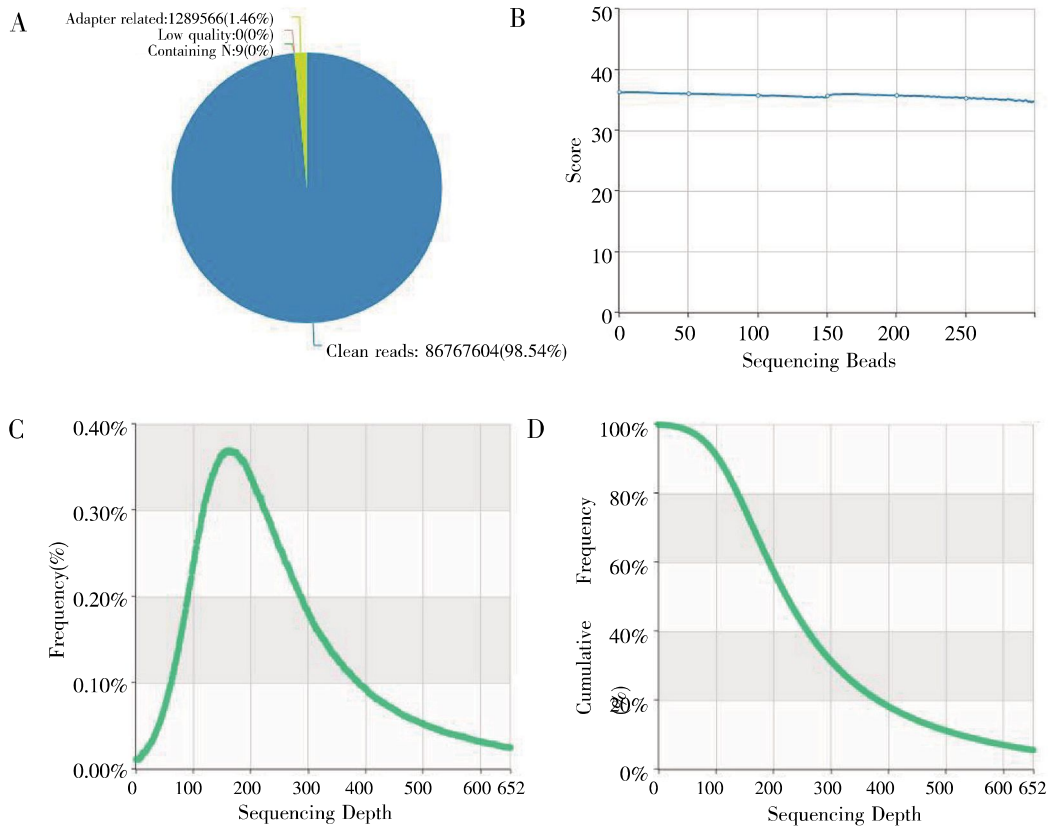 A
Adapter related:1289566(1.46%)
Low quality:0(0%)
Containing N:9(0%)
Clean reads: 86767604(98.54%)
B
50
40
30
20
10
0
Score
0 50 100 150 200 250
Sequencing Beads
C
0.40%
0.30%
0.20%
0.10%
0.00%
Frequency(%)
0 100 200 300 400 500 600 652
Sequencing Depth
D
100%
80%
60%
40%
20%
0%
Cumulative Frequency
(%)
0 100 200 300 400 500 600 652
Sequencing Depth